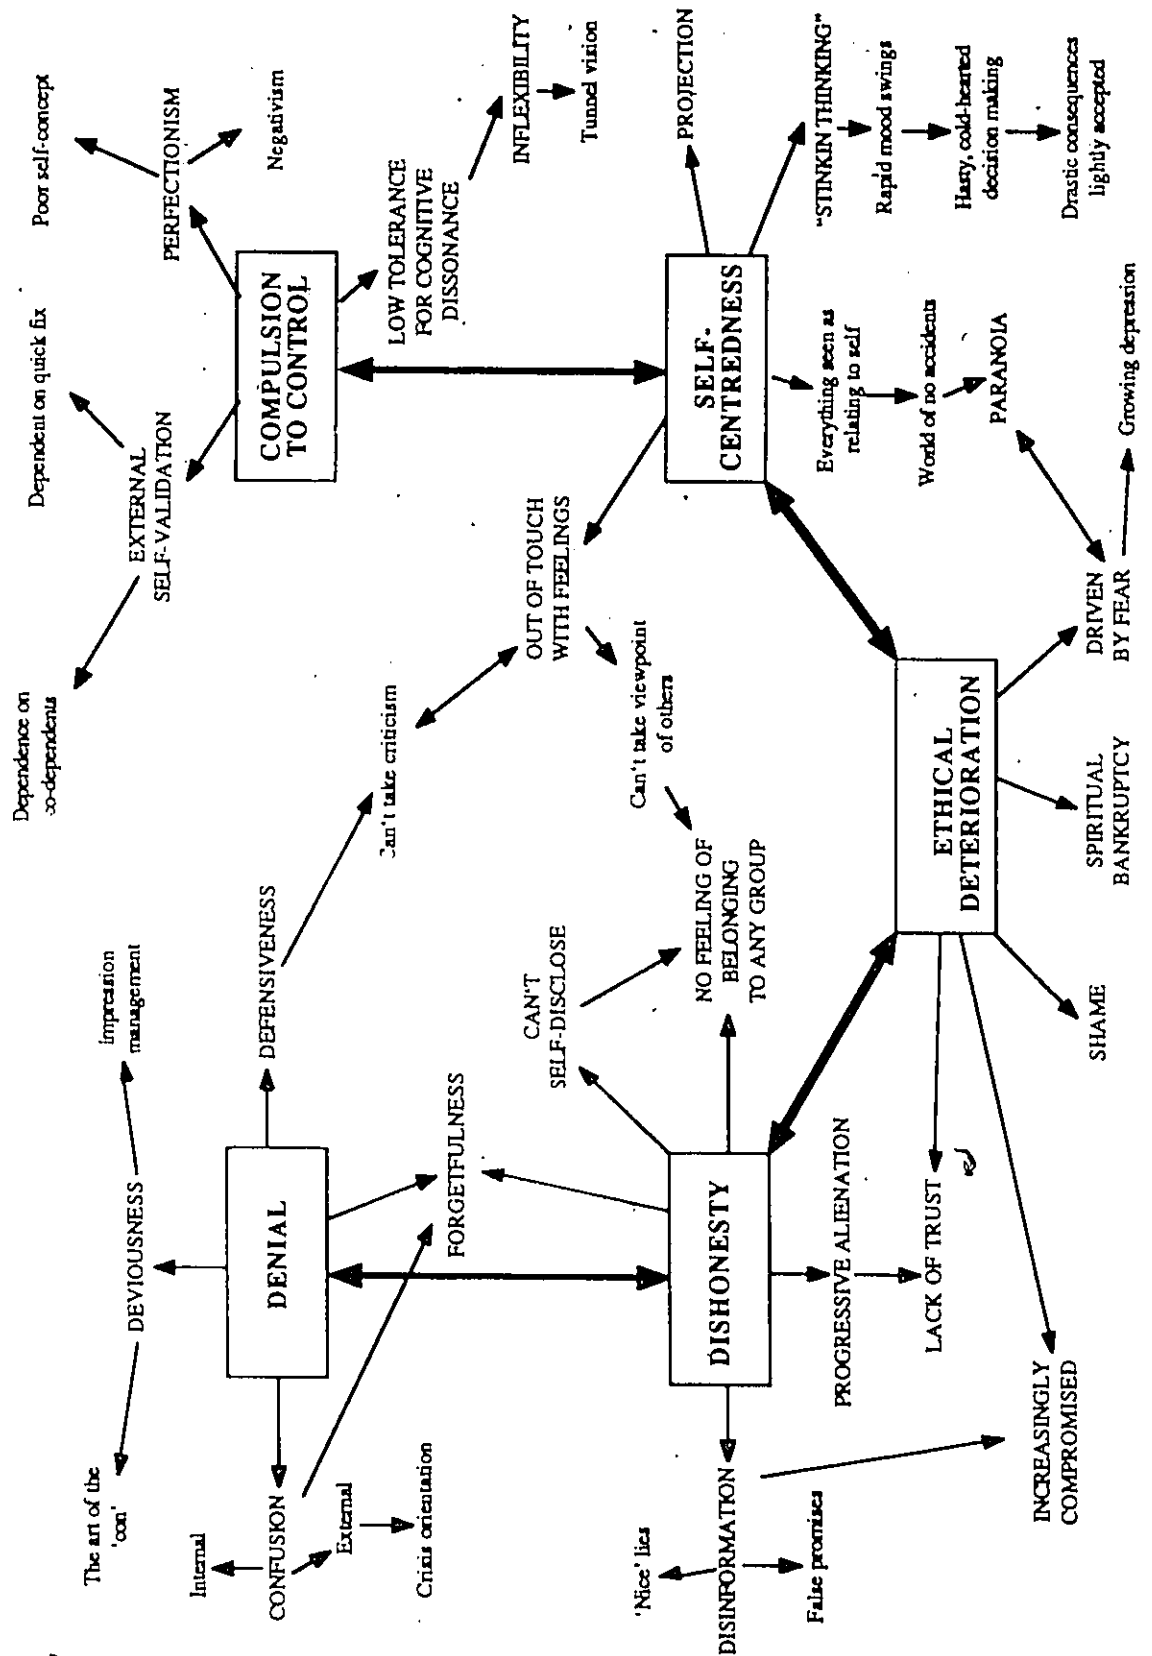 The art of the
'con'
DEVIOUSNESS
Impression
management
Dependence on
co-dependents
Dependent on quick fix
Poor self-concept
EXTERNAL
SELF-VALIDATION
PERFECTIONISM
Negativism
Internal
CONFUSION
External
Crisis orientation
DENIAL
DEFENSIVENESS
COMPULSION
TO CONTROL
Can't take criticism
LOW TOLERANCE
FOR COGNITIVE
DISSONANCE
FORGETFULNESS
INFLEXIBILITY
Tunnel vision
CAN'T
SELF-DISCLOSE
OUT OF TOUCH
WITH FEELINGS
Can't take viewpoint
of others
'Nice' lies
DISINFORMATION
False promises
DISHONESTY
NO FEELING OF
BELONGING
TO ANY GROUP
SELF-
CENTREDNESS
PROJECTION
"STINKIN THINKING"
Rapid mood swings
Hasty, cold-hearted
decision making
Drastic consequences
lightly accepted
PROGRESSIVE ALIENATION
LACK OF TRUST
Everything seen as
relating to self
World of no accidents
PARANOIA
ETHICAL
DETERIORATION
INCREASINGLY
COMPROMISED
SHAME
SPIRITUAL
BANKRUPTCY
DRIVEN
BY FEAR
Growing depression